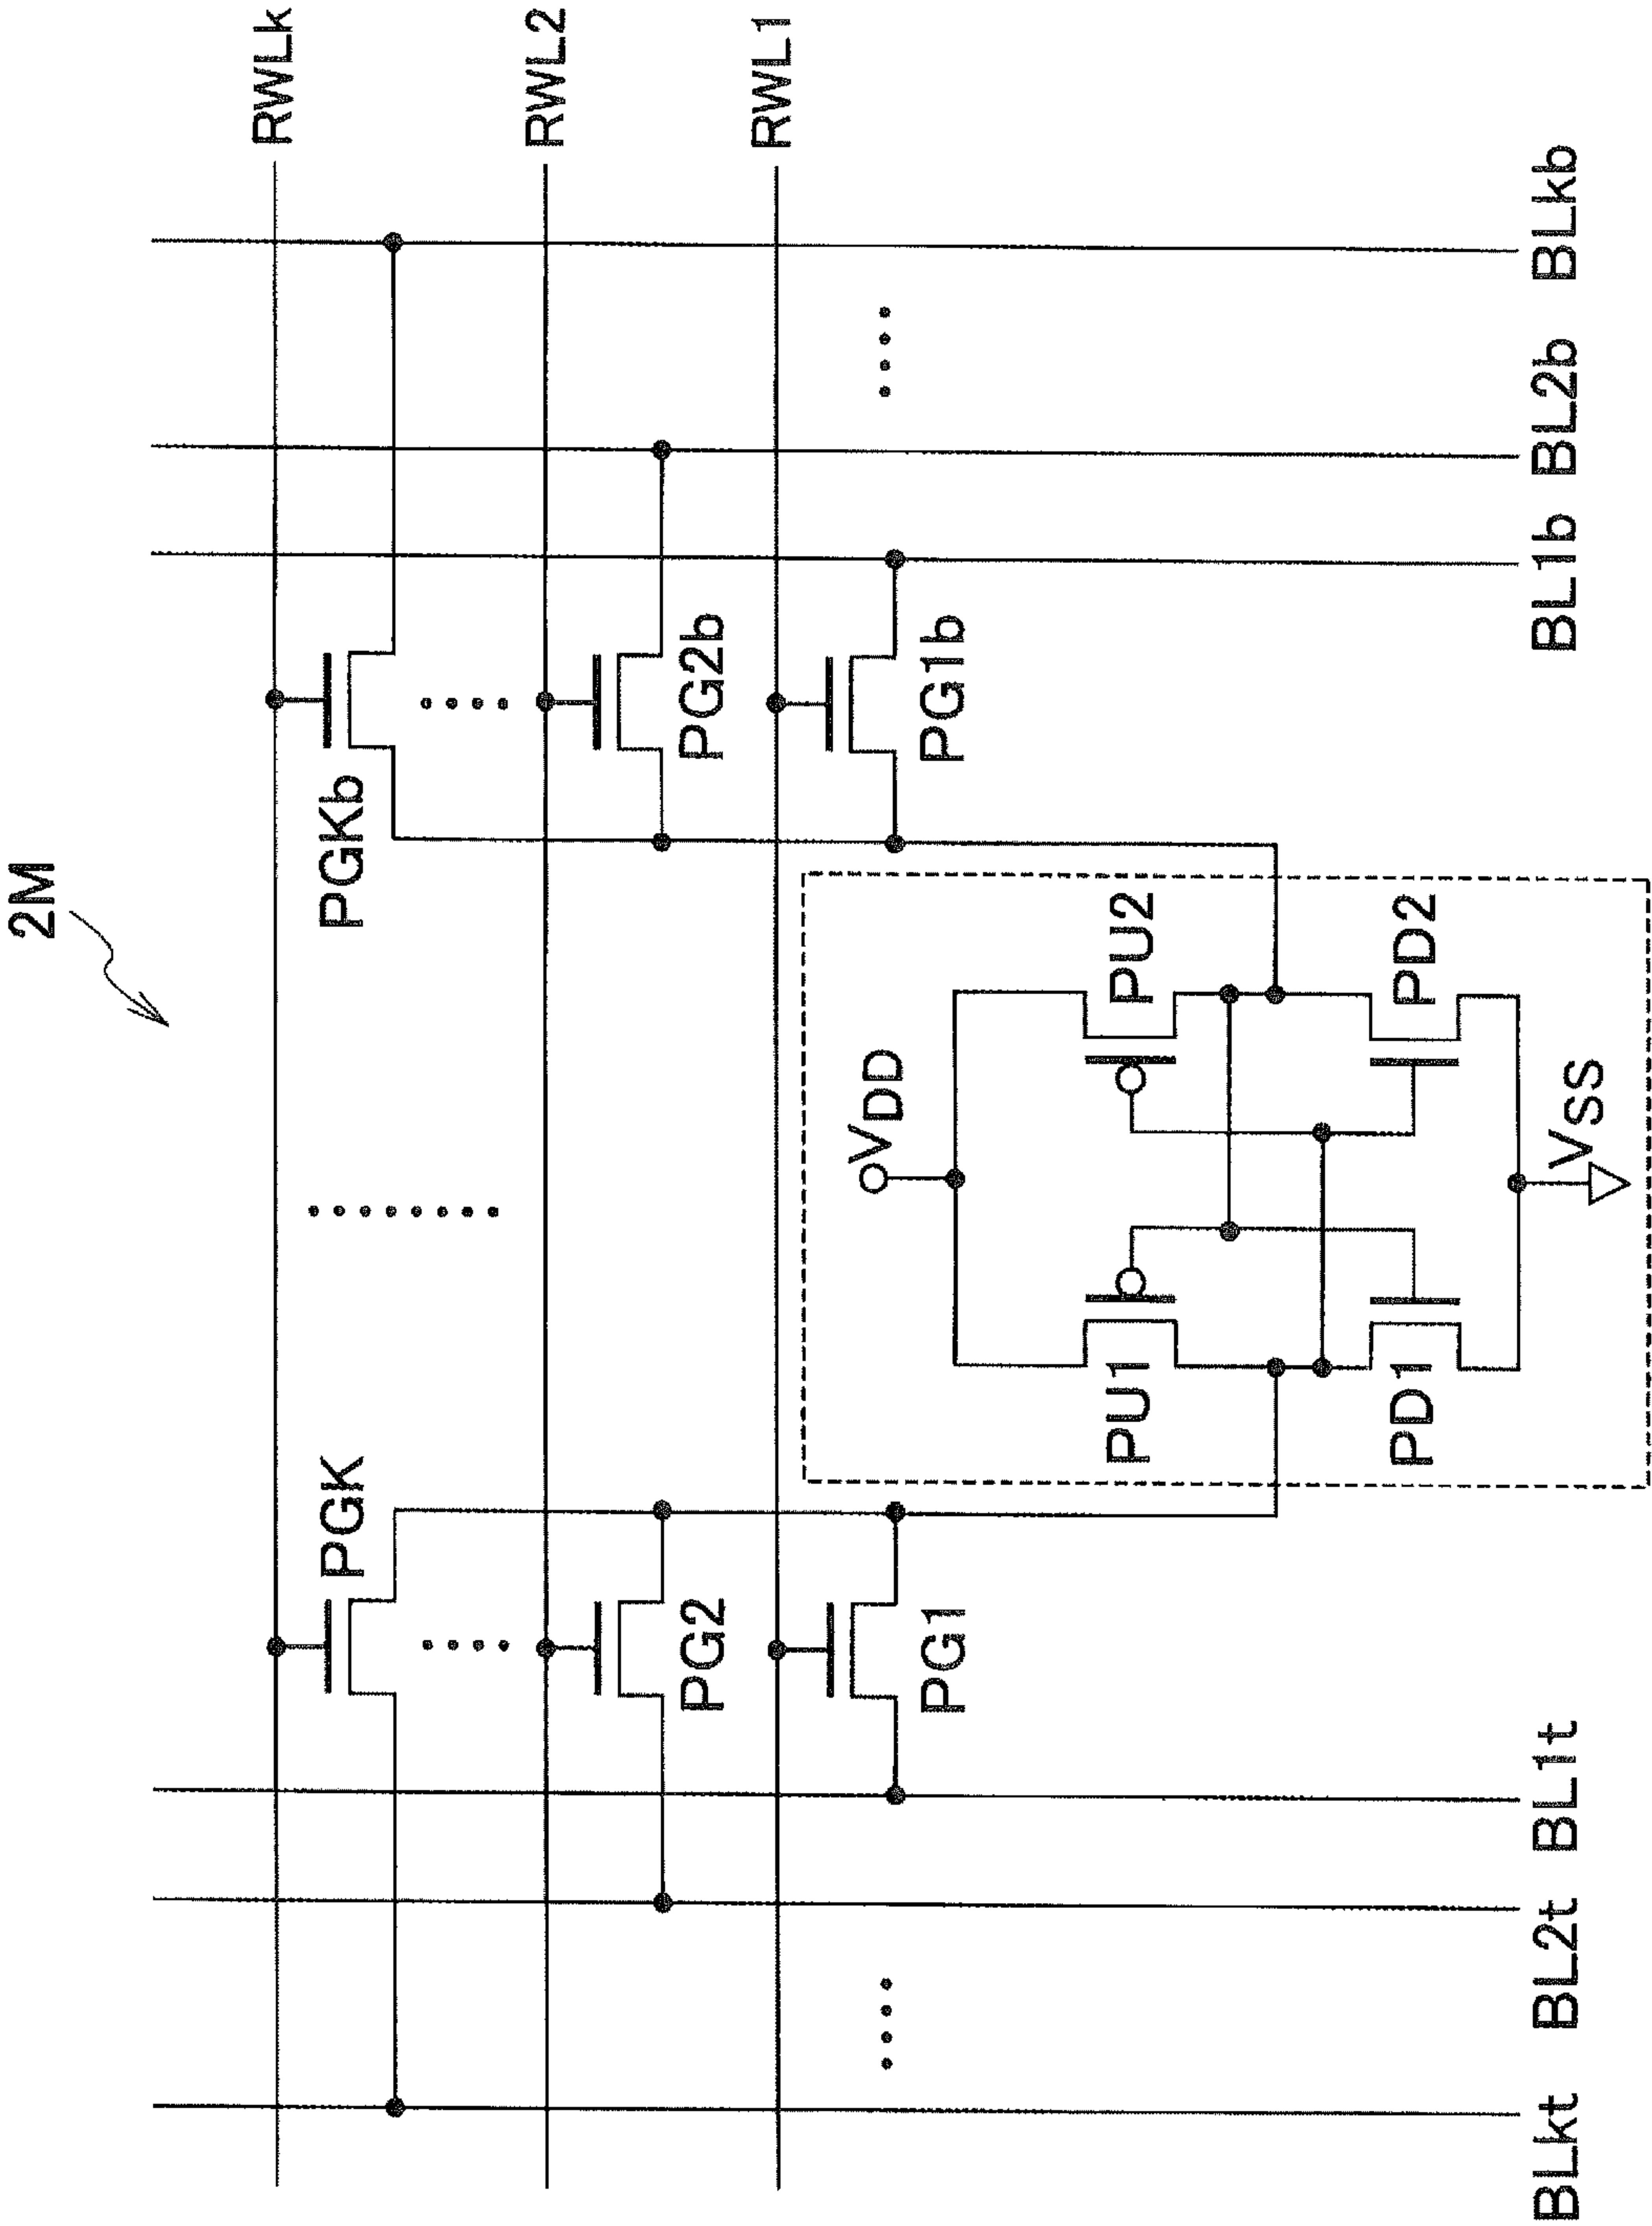 2M
RWLk
RWL2
RWL1
PGK
PGKb
PG2
PG2b
PG1
PG1b
VDD
PU1
PU2
PD1
PD2
VSS
BLkt
BL2t
BL1t
BL1b
BL2b
BLkb